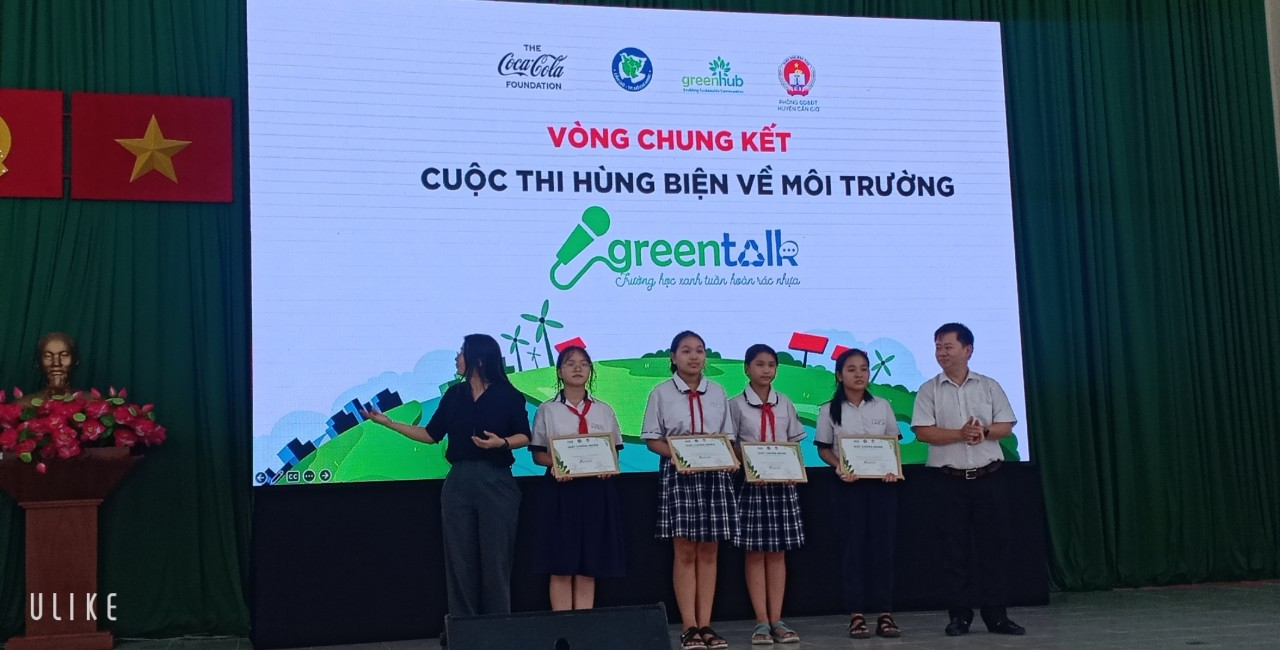 THE
Coca-Cola
FOUNDATION
greenhub
PHÒNG GD&ĐT
HUYỆN CẦN GIỜ
VÒNG CHUNG KẾT
CUỘC THI HÙNG BIỆN VỀ MÔI TRƯỜNG
greentalk
Trường học xanh tuần hoàn rác nhựa
ULIKE